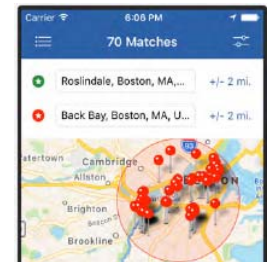 Carrier 6:06 PM
70 Matches
Roslindale, Boston, MA,... +/- 2 mi.
Back Bay, Boston, MA, U... +/- 2 mi.
93
Cambridge
Allston
Brighton
Brookline